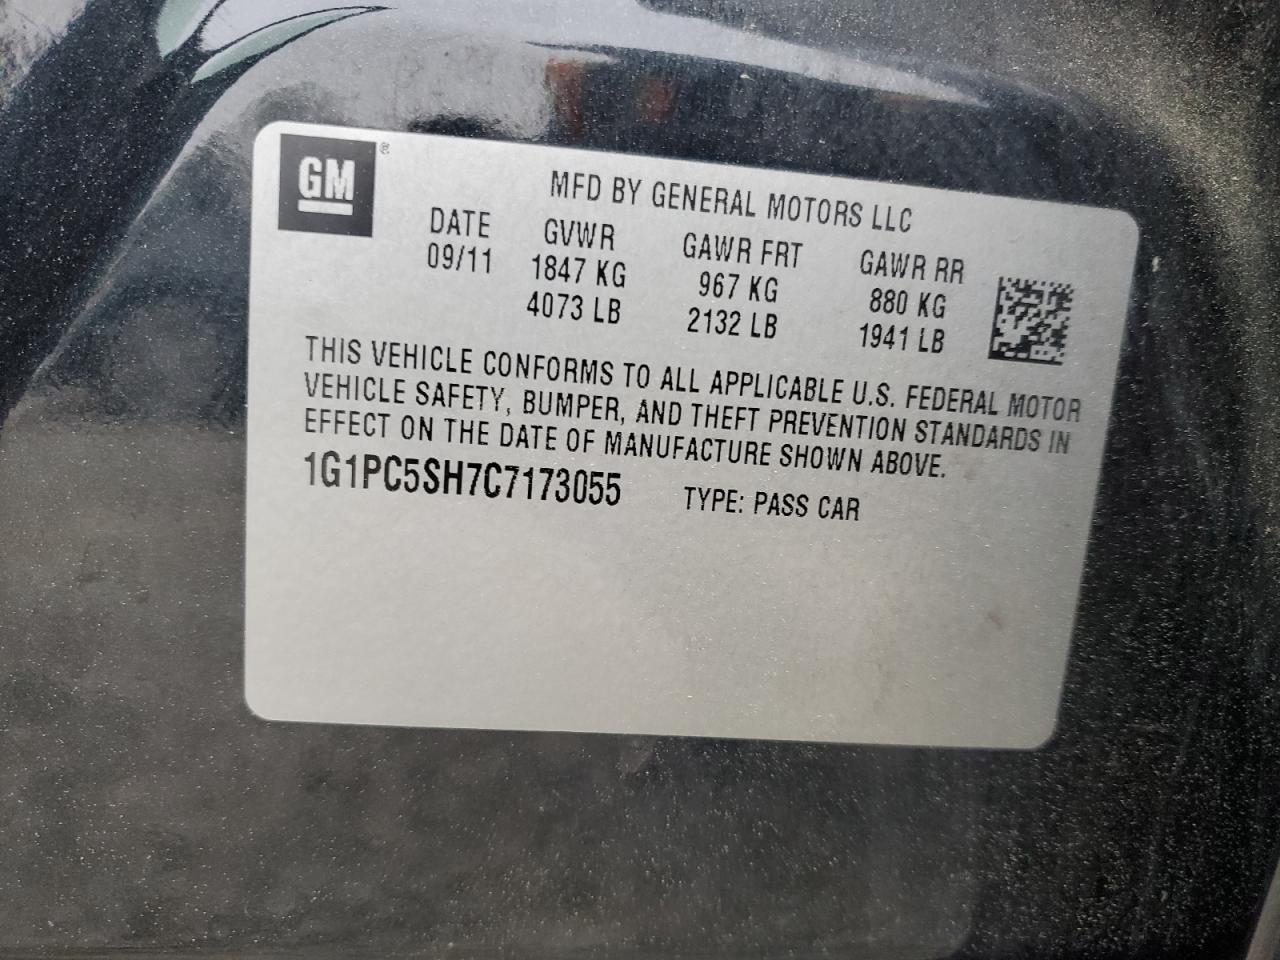 GM ®
MFD BY GENERAL MOTORS LLC
DATE GVWR GAWR FRT GAWR RR
09/11 1847 KG 967 KG 880 KG
4073 LB 2132 LB 1941 LB
THIS VEHICLE CONFORMS TO ALL APPLICABLE U.S. FEDERAL MOTOR
VEHICLE SAFETY, BUMPER, AND THEFT PREVENTION STANDARDS IN
EFFECT ON THE DATE OF MANUFACTURE SHOWN ABOVE.
1G1PC5SH7C7173055 TYPE: PASS CAR